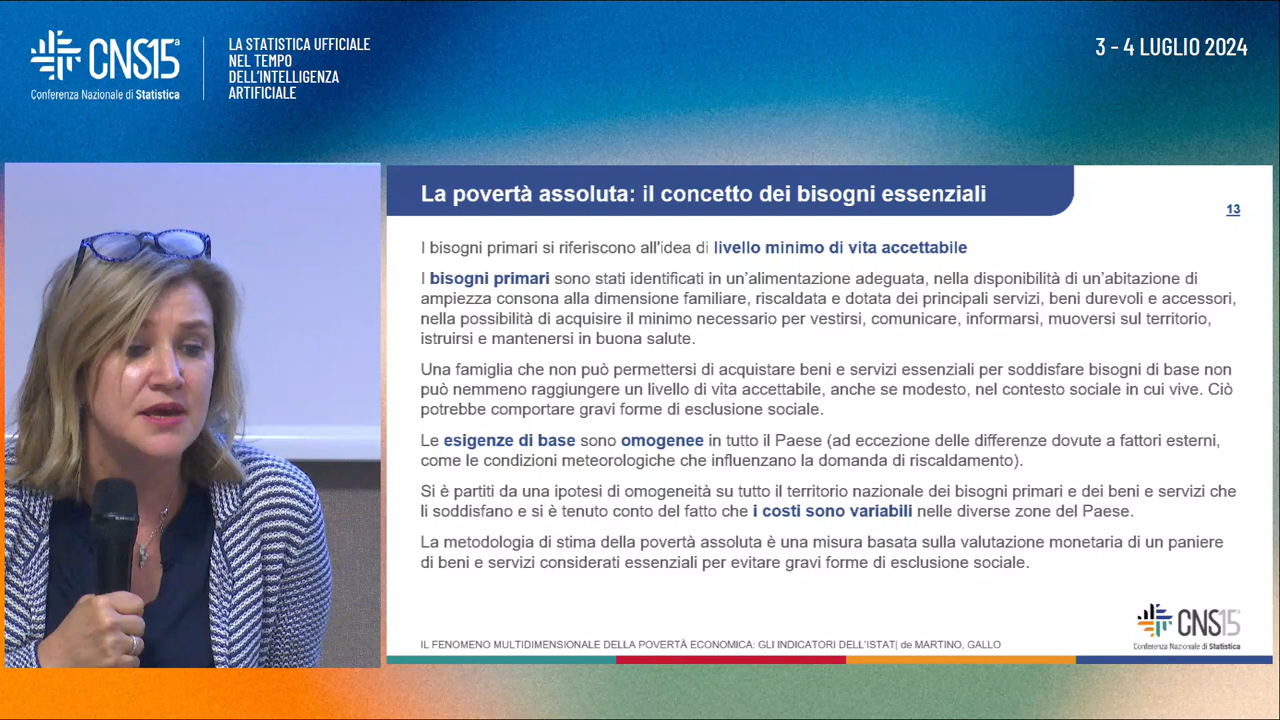 CNS15ª
Conferenza Nazionale di Statistica
LA STATISTICA UFFICIALE
NEL TEMPO
DELL'INTELLIGENZA
ARTIFICIALE
3 - 4 LUGLIO 2024
La povertà assoluta: il concetto dei bisogni essenziali
13
I bisogni primari si riferiscono all'idea di livello minimo di vita accettabile
I bisogni primari sono stati identificati in un'alimentazione adeguata, nella disponibilità di un'abitazione di
ampiezza consona alla dimensione familiare, riscaldata e dotata dei principali servizi, beni durevoli e accessori,
nella possibilità di acquisire il minimo necessario per vestirsi, comunicare, informarsi, muoversi sul territorio,
istruirsi e mantenersi in buona salute.
Una famiglia che non può permettersi di acquistare beni e servizi essenziali per soddisfare bisogni di base non
può nemmeno raggiungere un livello di vita accettabile, anche se modesto, nel contesto sociale in cui vive. Ciò
potrebbe comportare gravi forme di esclusione sociale.
Le esigenze di base sono omogenee in tutto il Paese (ad eccezione delle differenze dovute a fattori esterni,
come le condizioni meteorologiche che influenzano la domanda di riscaldamento).
Si è partiti da una ipotesi di omogeneità su tutto il territorio nazionale dei bisogni primari e dei beni e servizi che
li soddisfano e si è tenuto conto del fatto che i costi sono variabili nelle diverse zone del Paese.
La metodologia di stima della povertà assoluta è una misura basata sulla valutazione monetaria di un paniere
di beni e servizi considerati essenziali per evitare gravi forme di esclusione sociale.
IL FENOMENO MULTIDIMENSIONALE DELLA POVERTÀ ECONOMICA: GLI INDICATORI DELL'ISTAT| de MARTINO, GALLO
CNS15
Conferenza Nazionale di Statistica